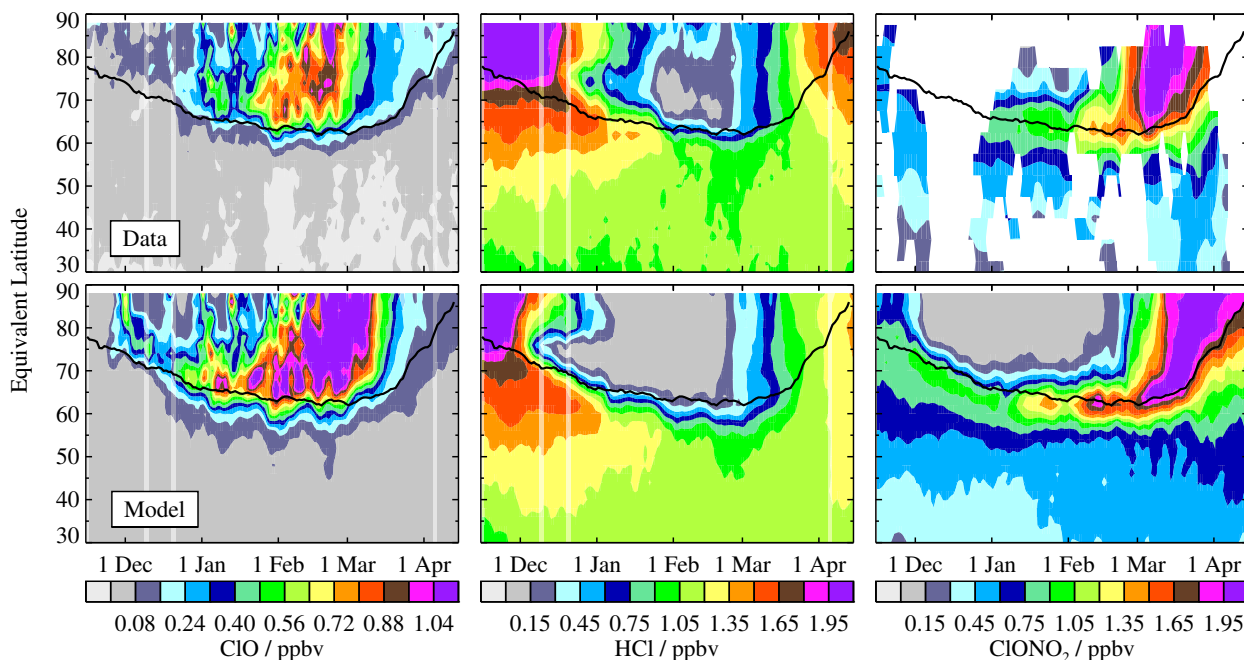 90
80
70
60
50
40
30
Data
90
80
70
60
50
40
30
Model
Equivalent Latitude
1 Dec 1 Jan 1 Feb 1 Mar 1 Apr
1 Dec 1 Jan 1 Feb 1 Mar 1 Apr
1 Dec 1 Jan 1 Feb 1 Mar 1 Apr
0.08 0.24 0.40 0.56 0.72 0.88 1.04
ClO / ppbv
0.15 0.45 0.75 1.05 1.35 1.65 1.95
HCl / ppbv
0.15 0.45 0.75 1.05 1.35 1.65 1.95
ClONO₂ / ppbv